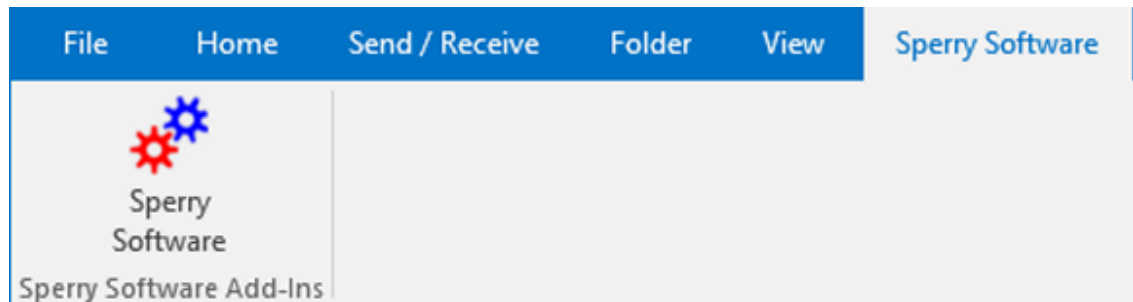 File Home Send / Receive Folder View Sperry Software
Sperry
Software
Sperry Software Add-Ins